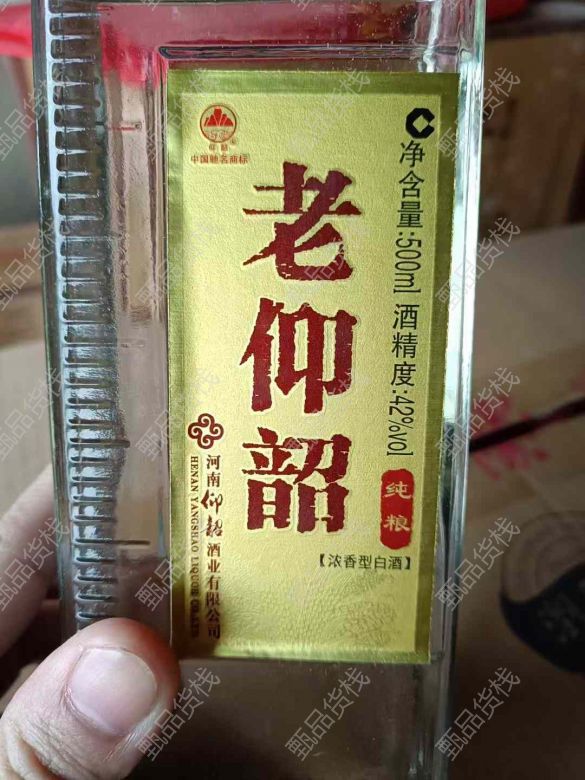 仰韶
中国驰名商标
老仰韶
净含量:500ml 酒精度:42%vol
纯粮
【浓香型白酒】
河南仰韶酒业有限公司
HENAN YANGSHAO LIQUOR CO.,LTD
甄品货栈